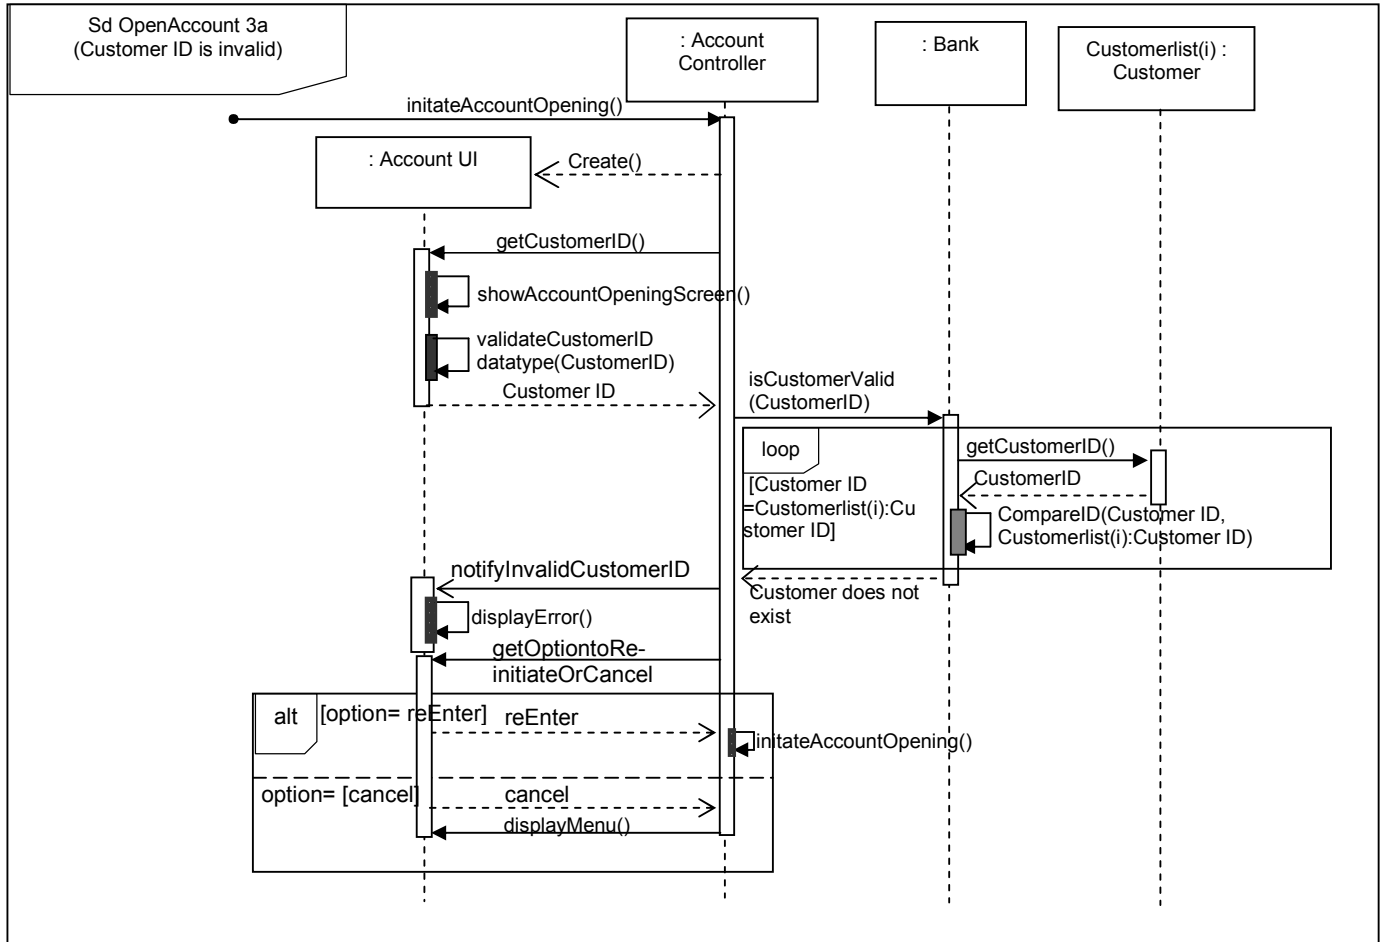 Sd OpenAccount 3a
(Customer ID is invalid)
: Account
Controller
: Bank
Customerlist(i) :
Customer
initateAccountOpening()
: Account UI
Create()
getCustomerID()
showAccountOpeningScreen()
validateCustomerID
datatype(CustomerID)
Customer ID
isCustomerValid
(CustomerID)
loop
getCustomerID()
[Customer ID
=Customerlist(i):Cu
stomer ID]
CustomerID
CompareID(Customer ID,
Customerlist(i):Customer ID)
notifyInvalidCustomerID
Customer does not
exist
displayError()
getOptiontoRe-
initiateOrCancel
alt
[option= reEnter]
reEnter
initateAccountOpening()
option= [cancel]
cancel
displayMenu()